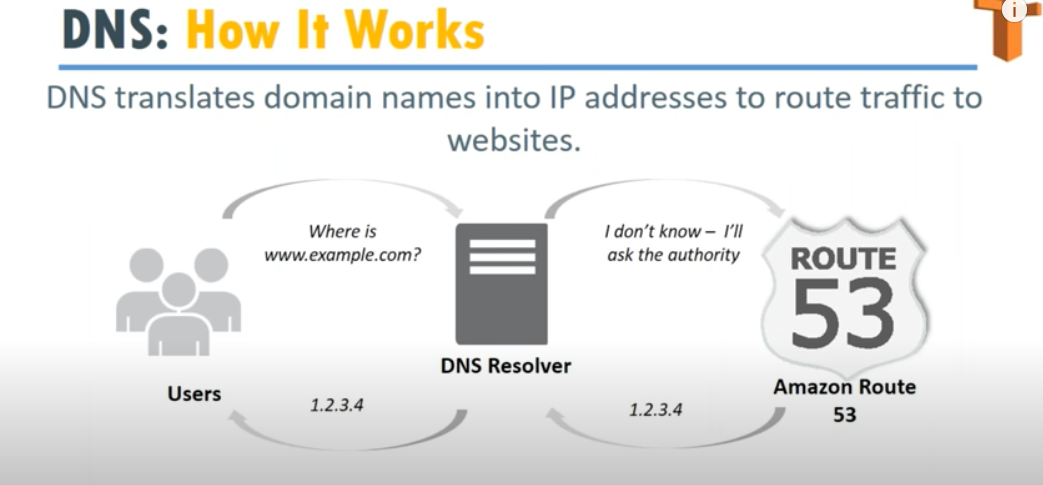 DNS: How It Works
DNS translates domain names into IP addresses to route traffic to
websites.
Where is
www.example.com?
I don't know – I'll
ask the authority
ROUTE
53
DNS Resolver
Users
Amazon Route
53
1.2.3.4
1.2.3.4
i